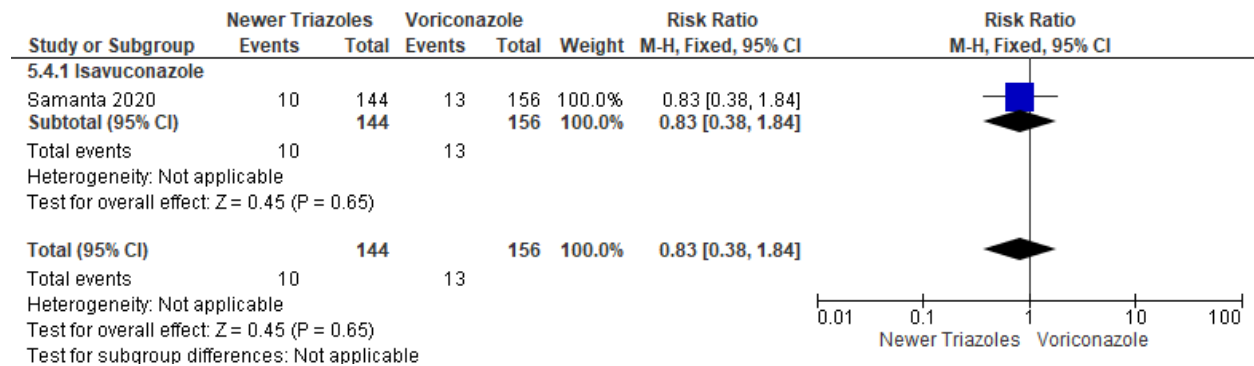 Newer Triazoles Voriconazole Risk Ratio Risk Ratio
Study or Subgroup Events Total Events Total Weight M-H, Fixed, 95% CI M-H, Fixed, 95% CI
5.4.1 Isavuconazole
Samanta 2020 10 144 13 156 100.0% 0.83 [0.38, 1.84]
Subtotal (95% CI) 144 156 100.0% 0.83 [0.38, 1.84]
Total events 10 13
Heterogeneity: Not applicable
Test for overall effect: Z = 0.45 (P = 0.65)
Total (95% CI) 144 156 100.0% 0.83 [0.38, 1.84]
Total events 10 13
Heterogeneity: Not applicable
Test for overall effect: Z = 0.45 (P = 0.65)
Test for subgroup differences: Not applicable
0.01 0.1 1 10 100
Newer Triazoles Voriconazole